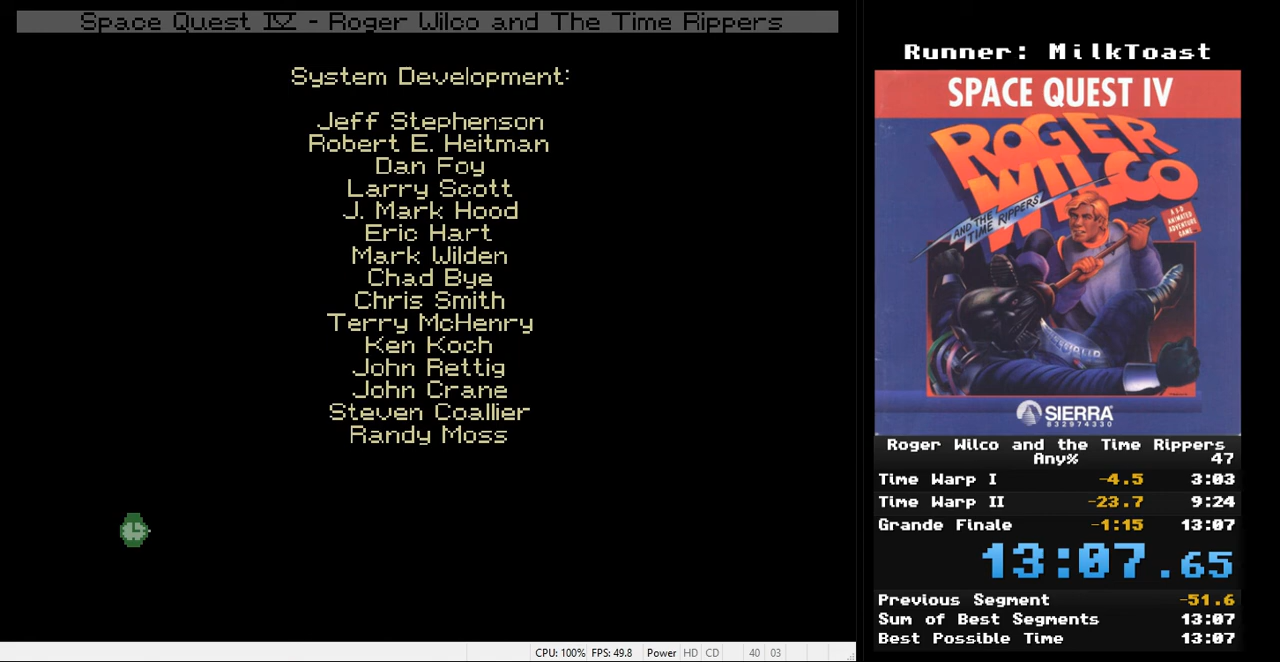 Space Quest IV - Roger Wilco and The Time Rippers
System Development:
Jeff Stephenson
Robert E. Heitman
Dan Foy
Larry Scott
J. Mark Hood
Eric Hart
Mark Wilden
Chad Bye
Chris Smith
Terry McHenry
Ken Koch
John Rettig
John Crane
Steven Coallier
Randy Moss
CPU: 100% FPS: 49.8 Power HD CD 40 03
Runner: MilkToast
SPACE QUEST IV
ROGER
WILCO
AND THE
TIME RIPPERS
A 3-D
ANIMATED
ADVENTURE
GAME
SIERRA
832974330
Roger Wilco and the Time Rippers
Any% 47
Time Warp I -4.5 3:03
Time Warp II -23.7 9:24
Grande Finale -1:15 13:07
13:07.65
Previous Segment -51.6
Sum of Best Segments 13:07
Best Possible Time 13:07